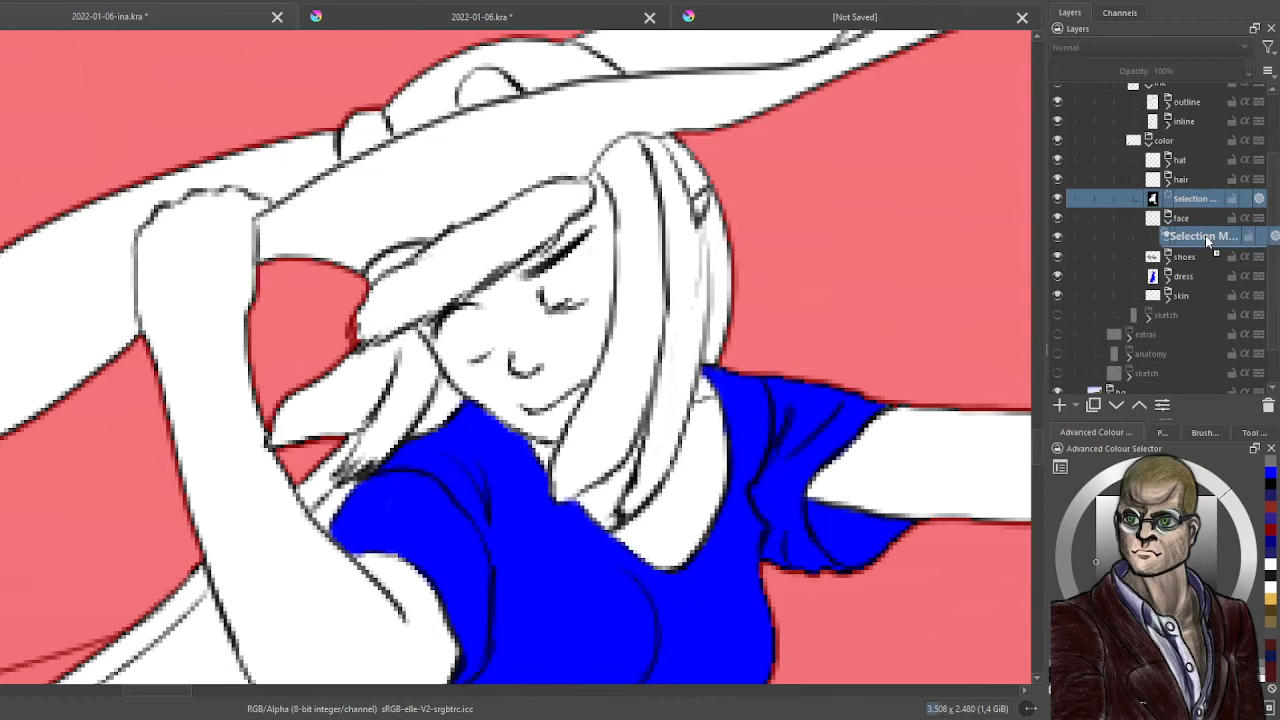 2022-01-06-ina.kra *
2022-01-06.kra *
[Not Saved]
Layers
Channels
Layers
Normal
Opacity: 100%
outline
inline
color
hat
hair
Selection ...
face
Selection M...
shoes
dress
skin
sketch
extras
anatomy
sketch
Advanced Colour ...
P...
Brush...
Tool ...
Advanced Colour Selector
RGB/Alpha (8-bit integer/channel) sRGB-elle-V2-srgbtrc.icc
3.508 x 2.480 (1,4 GiB)